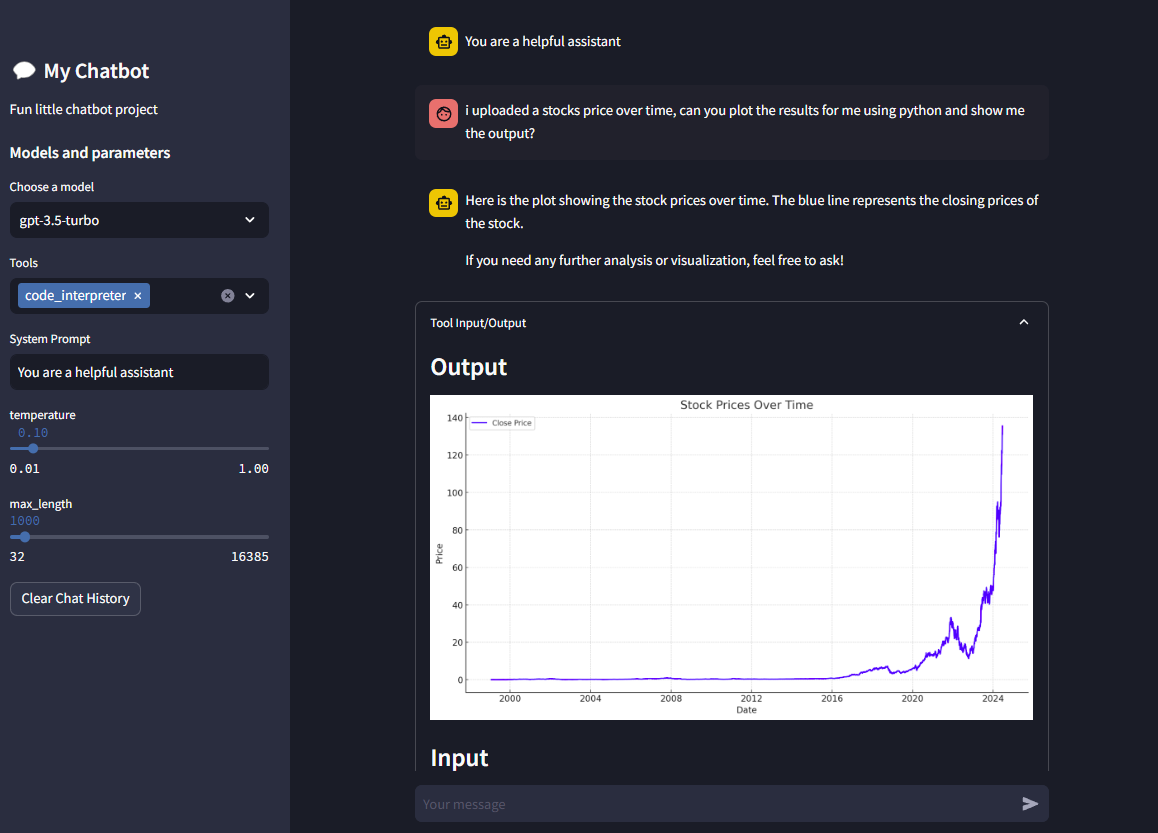 My Chatbot
Fun little chatbot project
Models and parameters
Choose a model
gpt-3.5-turbo
Tools
code_interpreter ×
System Prompt
You are a helpful assistant
temperature
0.10
0.01 1.00
max_length
1000
32 16385
Clear Chat History
You are a helpful assistant
i uploaded a stocks price over time, can you plot the results for me using python and show me
the output?
Here is the plot showing the stock prices over time. The blue line represents the closing prices of
the stock.
If you need any further analysis or visualization, feel free to ask!
Tool Input/Output
Output
Stock Prices Over Time
Close Price
140
120
100
80
60
40
20
0
Price
2000 2004 2008 2012 2016 2020 2024
Date
Input
Your message